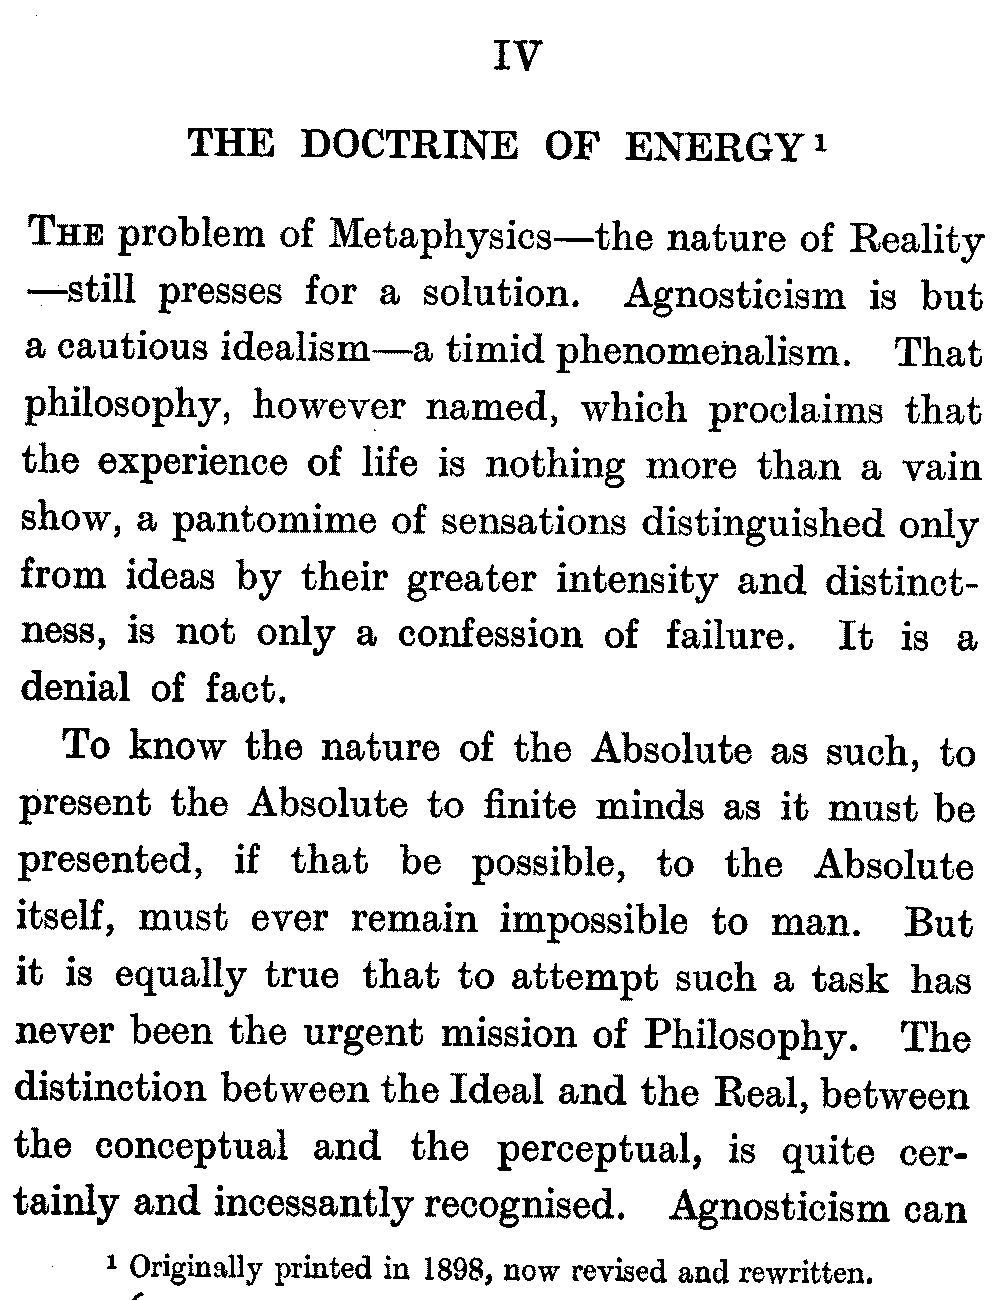 IV
THE DOCTRINE OF ENERGY ¹
THE problem of Metaphysics—the nature of Reality
—still presses for a solution. Agnosticism is but
a cautious idealism—a timid phenomenalism. That
philosophy, however named, which proclaims that
the experience of life is nothing more than a vain
show, a pantomime of sensations distinguished only
from ideas by their greater intensity and distinct-
ness, is not only a confession of failure. It is a
denial of fact.
To know the nature of the Absolute as such, to
present the Absolute to finite minds as it must be
presented, if that be possible, to the Absolute
itself, must ever remain impossible to man. But
it is equally true that to attempt such a task has
never been the urgent mission of Philosophy. The
distinction between the Ideal and the Real, between
the conceptual and the perceptual, is quite cer-
tainly and incessantly recognised. Agnosticism can
¹ Originally printed in 1898, now revised and rewritten.